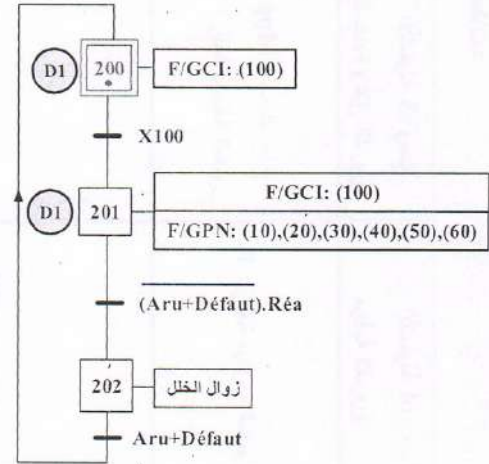 D1
200
F/GCI: (100)
X100
D1
201
F/GCI: (100)
F/GPN: (10),(20),(30),(40),(50),(60)
(Aru+Défaut).Réa
202
زوال الخلل
Aru+Défaut